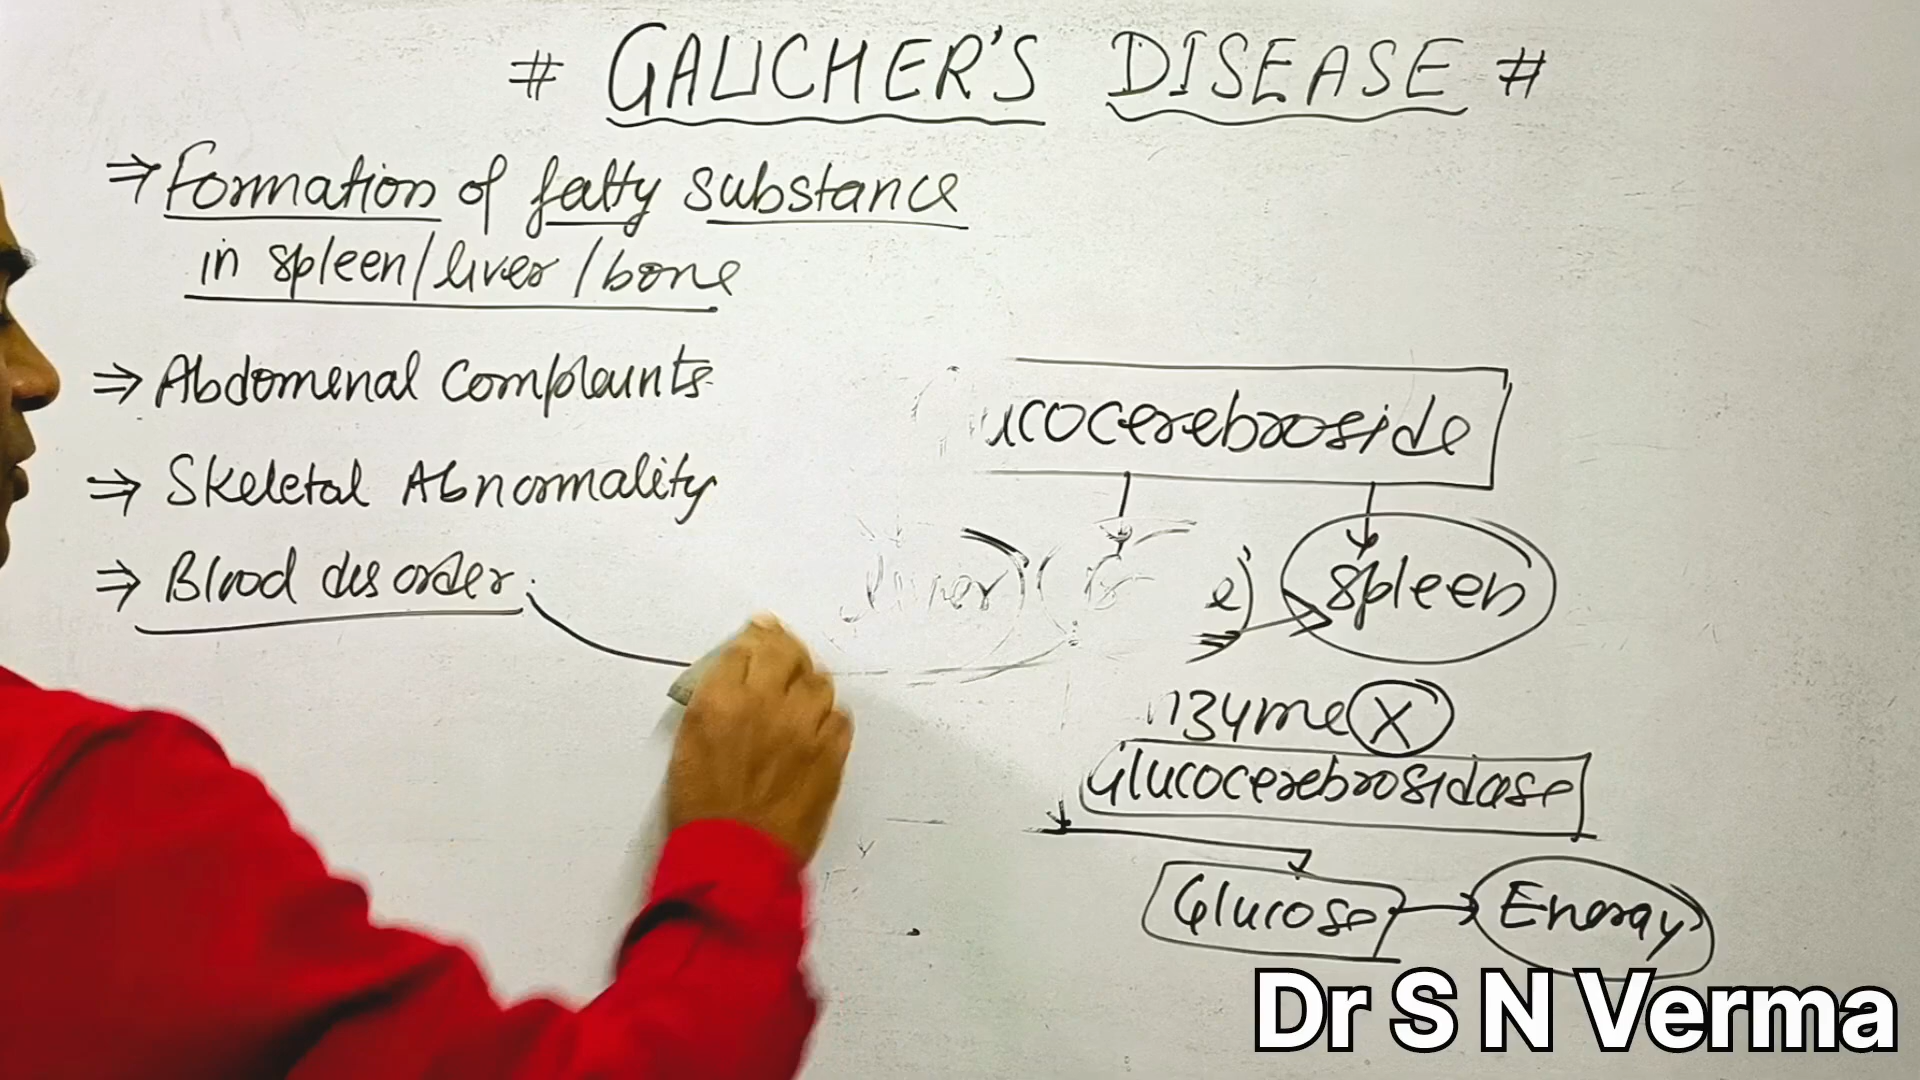 # GAUCHER'S DISEASE #
⇒ Formation of fatty substance
in spleen/liver/bone
⇒ Abdomenal Complaints
⇒ Skeletal Abnormality
⇒ Blood disorder
ucocerebroside
liver
e)
spleen
nzyme X
Glucocerebrosidase
Glucose → Energy
Dr S N Verma